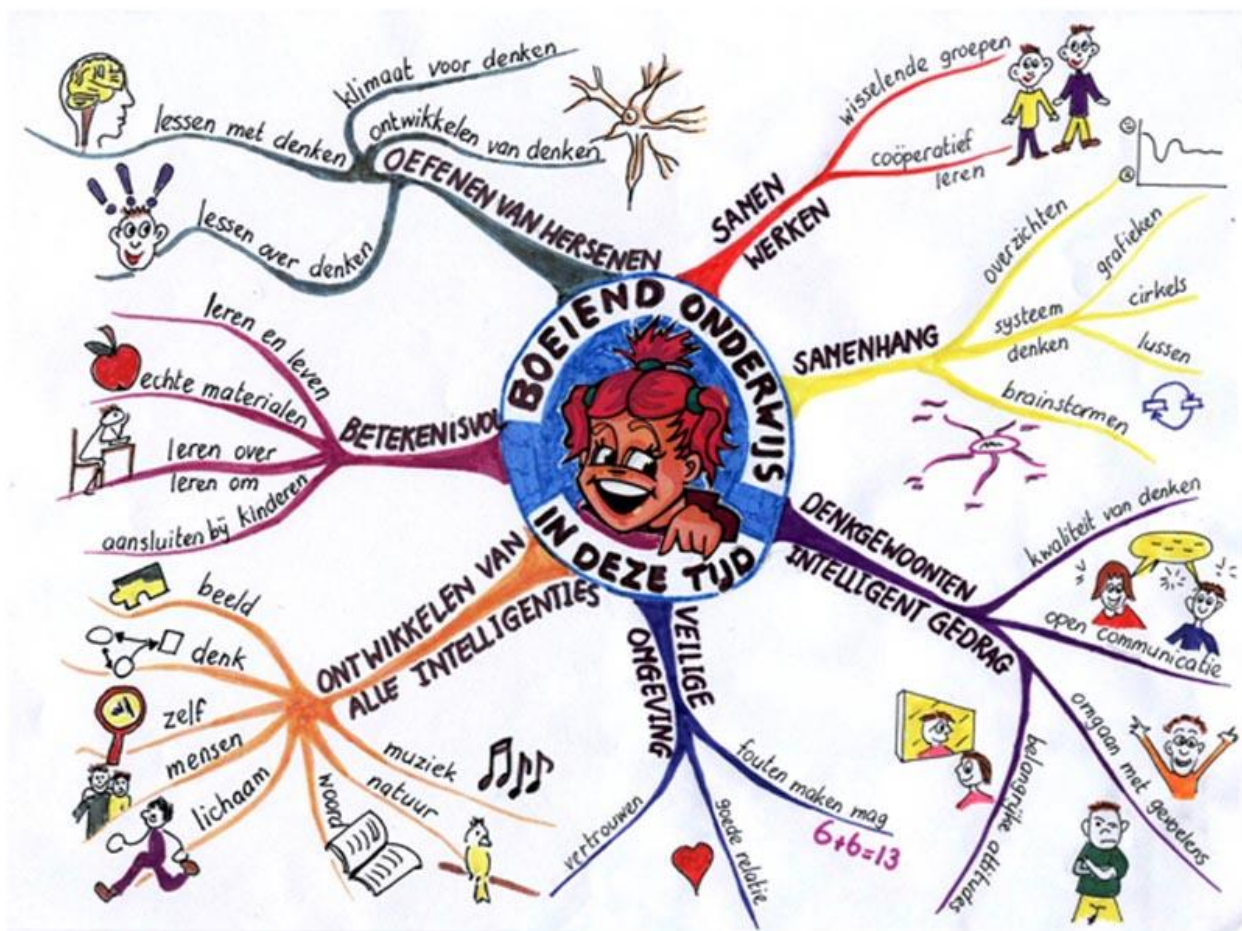 BOEIEND ONDERWIJS
IN DEZE TIJD
OEFENEN VAN HERSENEN
klimaat voor denken
ontwikkelen van denken
lessen met denken
lessen over denken
SAMEN
WERKEN
wisselende groepen
coöperatief
leren
SAMENHANG
overzichten
systeem
denken
grafieken
cirkels
lussen
brainstormen
DENKGEWOONTEN
INTELLIGENT GEDRAG
kwaliteit van denken
open communicatie
omgaan met gevoelens
belangrijke attitudes
VEILIGE
OMGEVING
fouten maken mag
6+6=13
goede relatie
vertrouwen
ONTWIKKELEN VAN
ALLE INTELLIGENTIES
beeld
denk
zelf
mensen
lichaam
woord
natuur
muziek
BETEKENISVOL
leren en leven
echte materialen
leren over
leren om
aansluiten bij kinderen